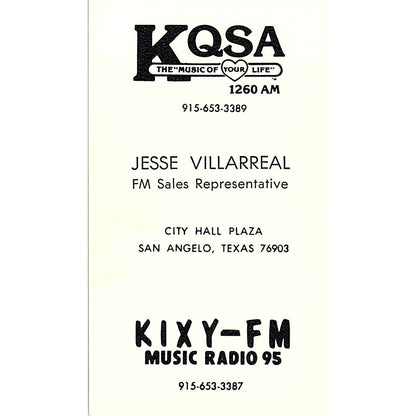 KQSA
THE "MUSIC OF YOUR LIFE"
1260 AM
915-653-3389
JESSE VILLARREAL
FM Sales Representative
CITY HALL PLAZA
SAN ANGELO, TEXAS 76903
KIXY-FM
MUSIC RADIO 95
915-653-3387